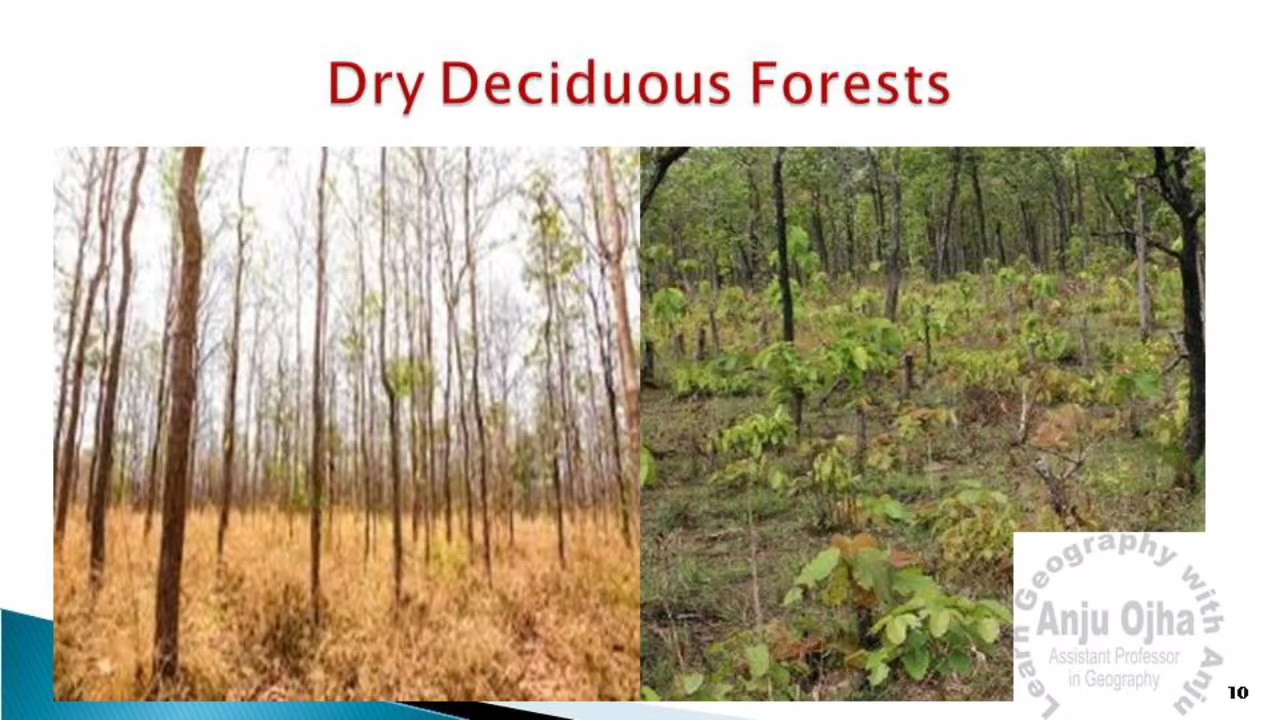 Dry Deciduous Forests
Learn Geography with Anju
Anju Ojha
Assistant Professor
in Geography
10